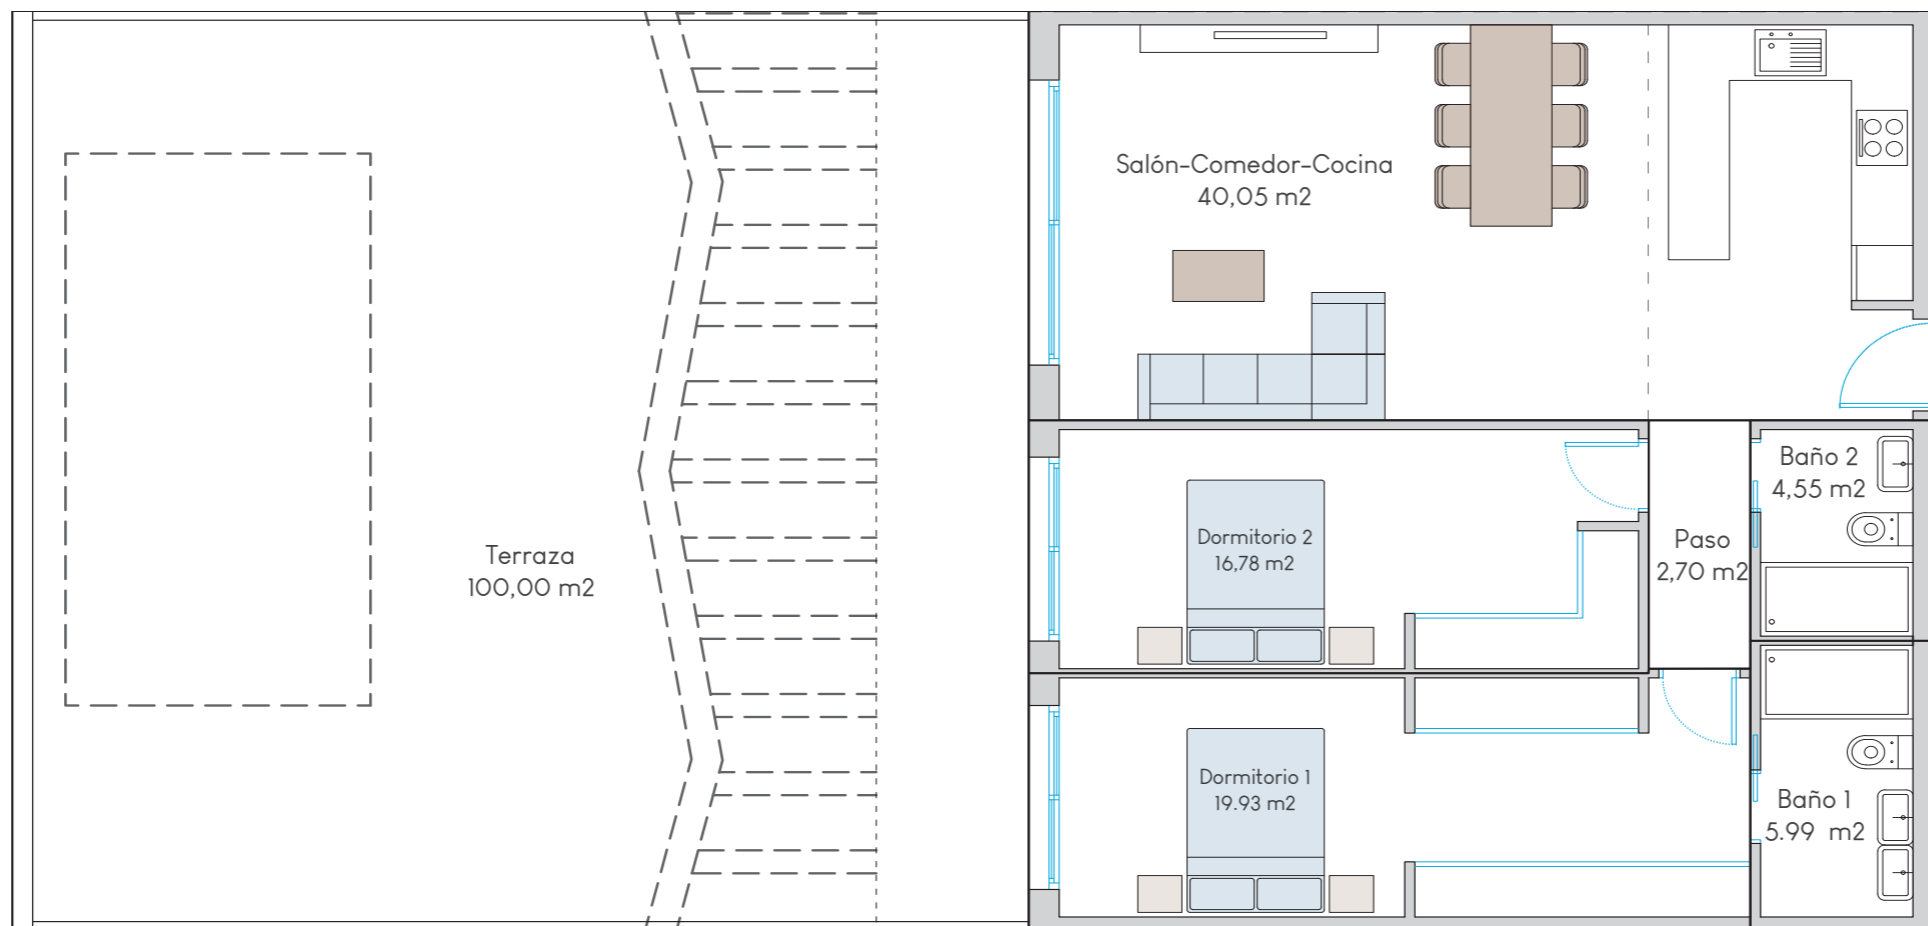 Salón-Comedor-Cocina
40,05 m2
Baño 2
4,55 m2
Dormitorio 2
16,78 m2
Paso
2,70 m2
Terraza
100,00 m2
Dormitorio 1
19.93 m2
Baño 1
5.99 m2